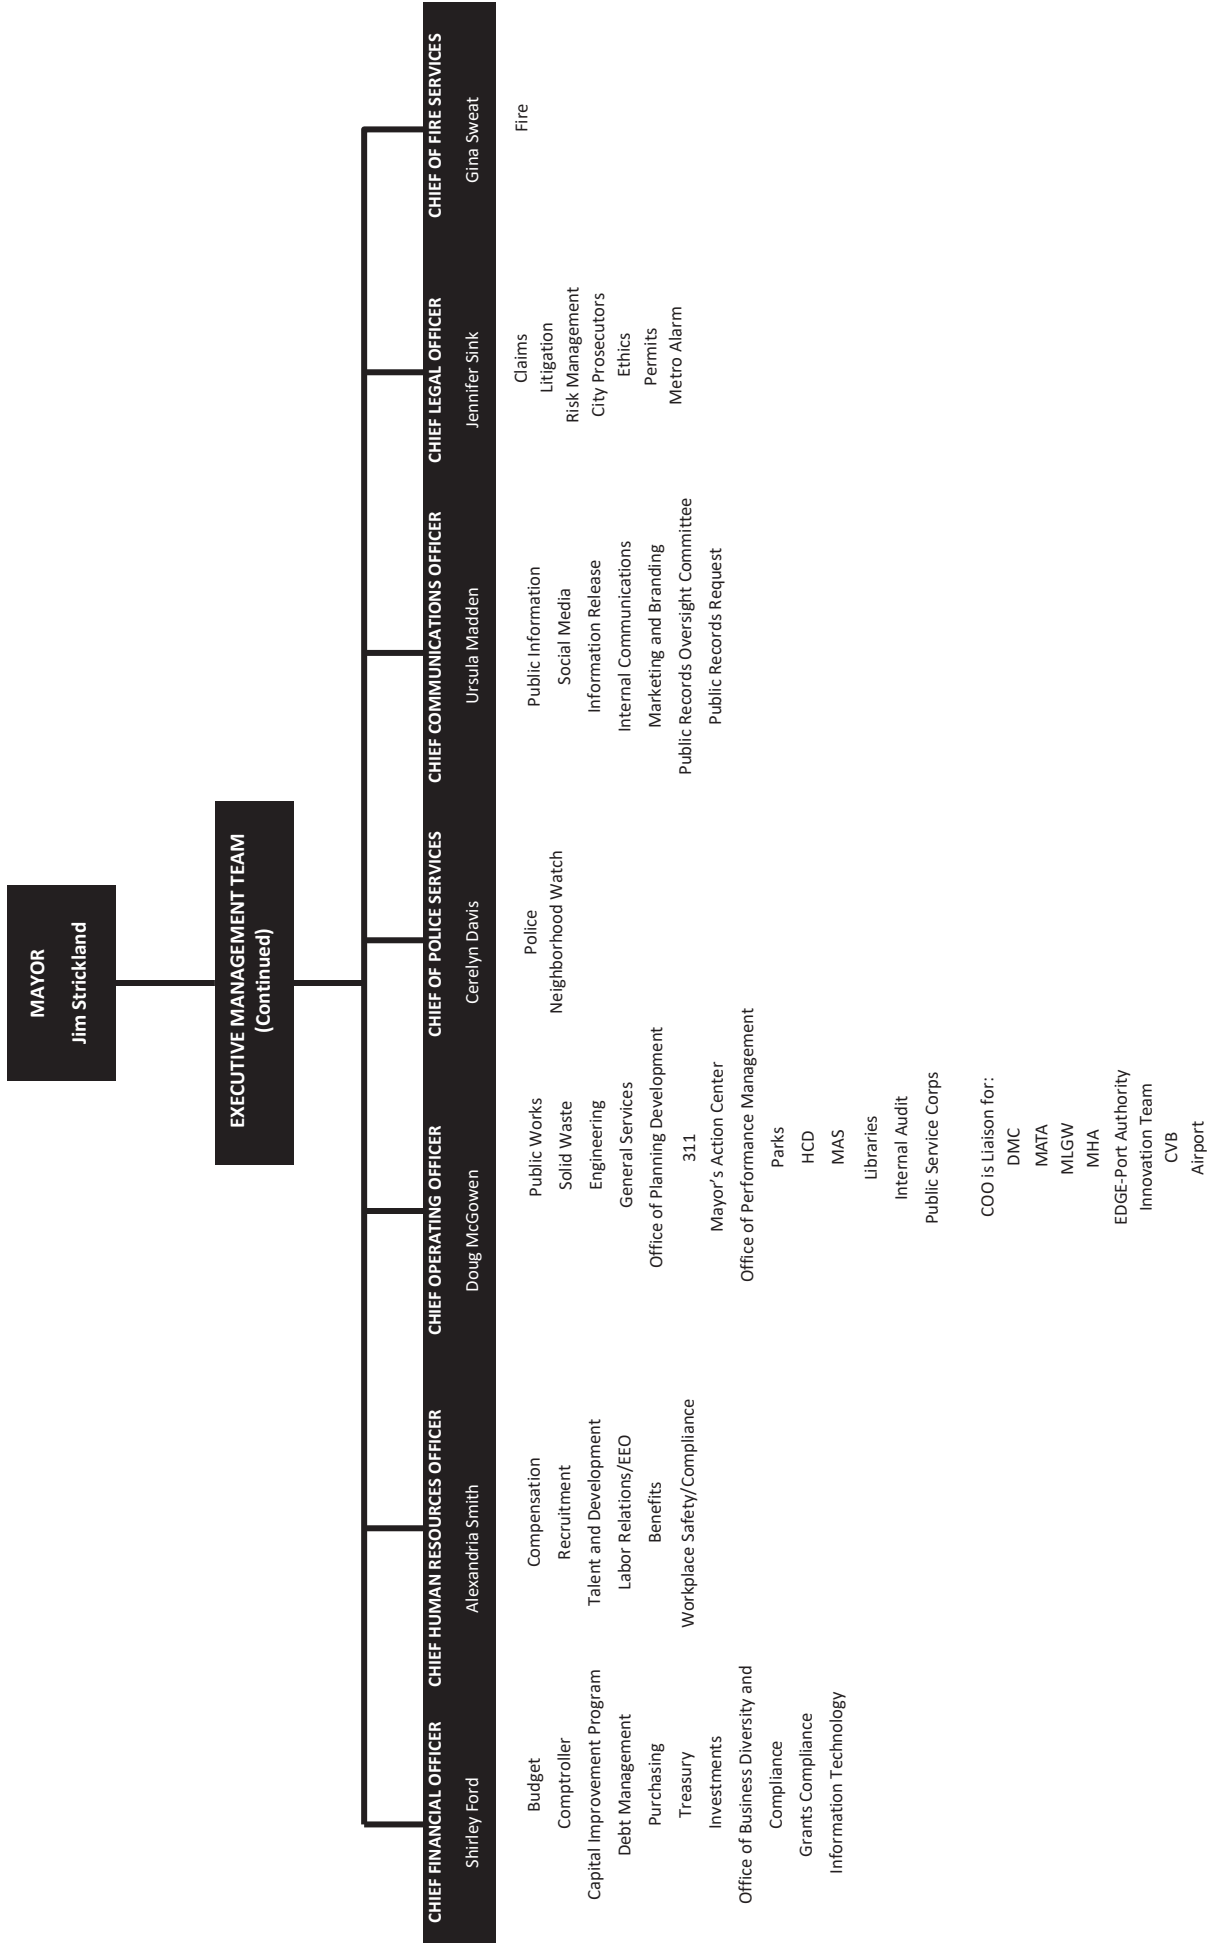 MAYOR
Jim Strickland
EXECUTIVE MANAGEMENT TEAM
(Continued)
CHIEF FINANCIAL OFFICER
Shirley Ford
Budget
Comptroller
Capital Improvement Program
Debt Management
Purchasing
Treasury
Investments
Office of Business Diversity and
Compliance
Grants Compliance
Information Technology
CHIEF HUMAN RESOURCES OFFICER
Alexandria Smith
Compensation
Recruitment
Talent and Development
Labor Relations/EEO
Benefits
Workplace Safety/Compliance
CHIEF OPERATING OFFICER
Doug McGowen
Public Works
Solid Waste
Engineering
General Services
Office of Planning Development
311
Mayor's Action Center
Office of Performance Management
Parks
HCD
MAS
Libraries
Internal Audit
Public Service Corps
COO is Liaison for:
DMC
MATA
MLGW
MHA
EDGE-Port Authority
Innovation Team
CVB
Airport
CHIEF OF POLICE SERVICES
Cerelyn Davis
Police
Neighborhood Watch
CHIEF COMMUNICATIONS OFFICER
Ursula Madden
Public Information
Social Media
Information Release
Internal Communications
Marketing and Branding
Public Records Oversight Committee
Public Records Request
CHIEF LEGAL OFFICER
Jennifer Sink
Claims
Litigation
Risk Management
City Prosecutors
Ethics
Permits
Metro Alarm
CHIEF OF FIRE SERVICES
Gina Sweat
Fire